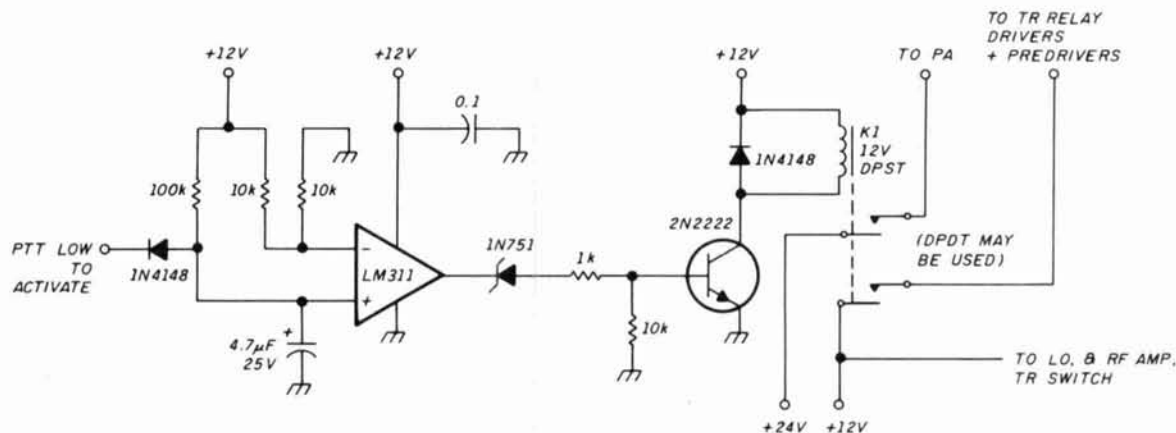 TO TR RELAY
DRIVERS
+ PREDRIVERS
+12V
+12V
+12V
TO PA
0.1
K1
12V
DPST
1N4148
100k
10k
10k
2N2222
PTT LOW
TO
ACTIVATE
1N4148
–
LM311
+
1N751
1k
(DPDT MAY
BE USED)
+
4.7µF
25V
10k
TO LO, & RF AMP,
TR SWITCH
+24V
+12V